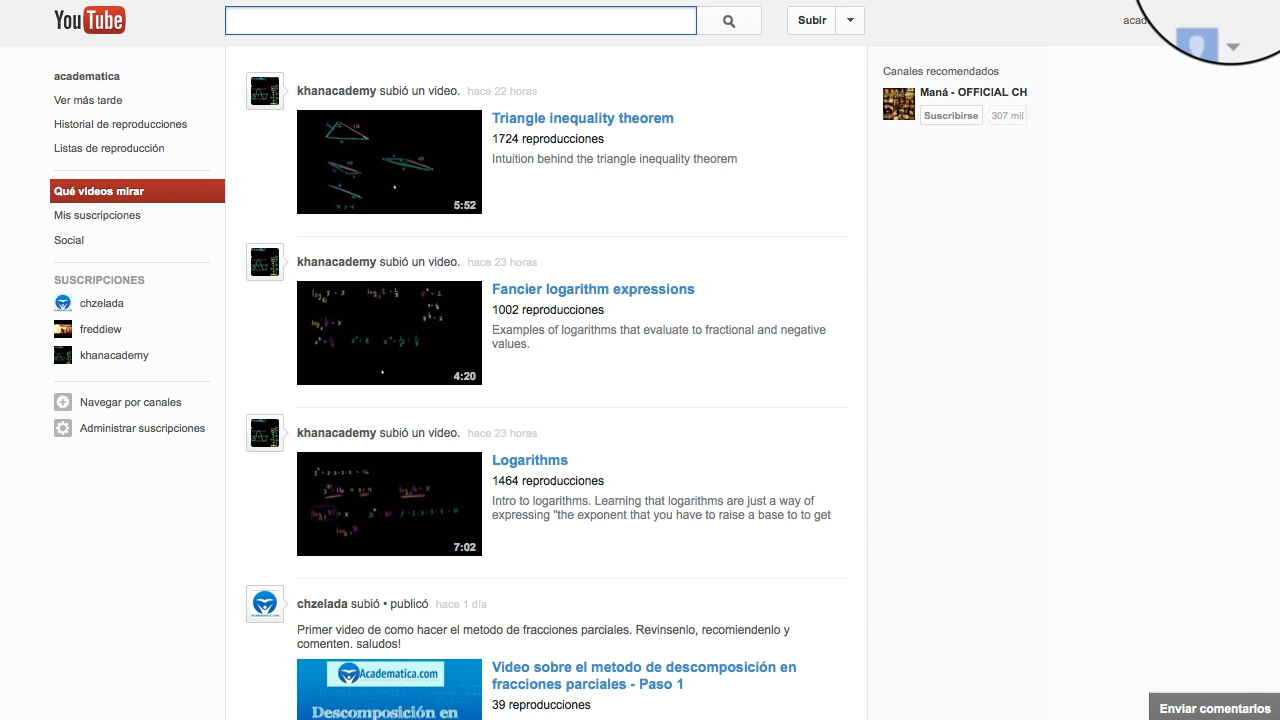 YouTube
Subir
acad
academatica
Ver más tarde
Historial de reproducciones
Listas de reproducción
Qué videos mirar
Mis suscripciones
Social
SUSCRIPCIONES
chzelada
freddiew
khanacademy
Navegar por canales
Administrar suscripciones
khanacademy subió un video. hace 22 horas
5:52
Triangle inequality theorem
1724 reproducciones
Intuition behind the triangle inequality theorem
khanacademy subió un video. hace 23 horas
4:20
Fancier logarithm expressions
1002 reproducciones
Examples of logarithms that evaluate to fractional and negative
values.
khanacademy subió un video. hace 23 horas
7:02
Logarithms
1464 reproducciones
Intro to logarithms. Learning that logarithms are just a way of
expressing "the exponent that you have to raise a base to to get
chzelada subió • publicó hace 1 día
Primer video de como hacer el metodo de fracciones parciales. Revinsenlo, recomiendenlo y
comenten. saludos!
Academatica.com
Descomposición en
Video sobre el metodo de descomposición en
fracciones parciales - Paso 1
39 reproducciones
Canales recomendados
Maná - OFFICIAL CH
Suscribirse 307 mil
Enviar comentarios